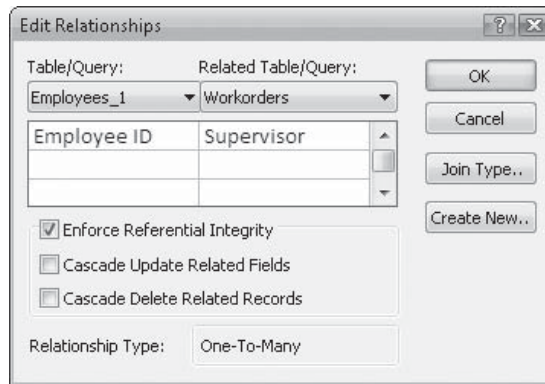 Edit Relationships
Table/Query: Related Table/Query:
Employees_1 Workorders
Employee ID Supervisor
Enforce Referential Integrity
Cascade Update Related Fields
Cascade Delete Related Records
Relationship Type: One-To-Many
OK
Cancel
Join Type..
Create New..